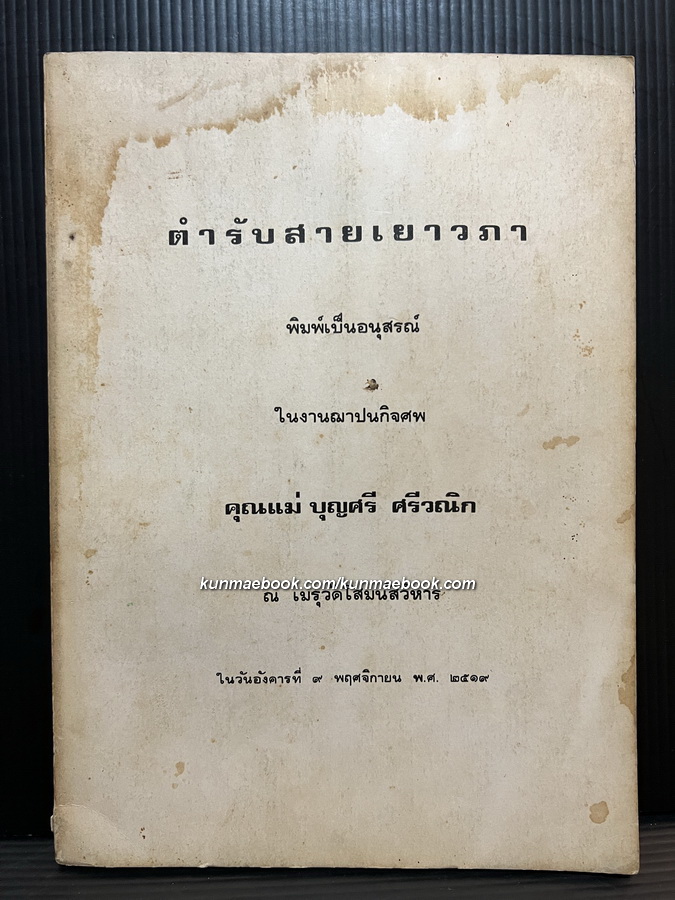 ตำรับสายเยาวภา
พิมพ์เป็นอนุสรณ์
ในงานฌาปนกิจศพ
คุณแม่ บุญศรี ศรีวณิก
kunmaebook.com/kunmaebook.com
ณ เมรุวัดโสมนัสวิหาร
ในวันอังคารที่ ๙ พฤศจิกายน พ.ศ. ๒๕๑๙